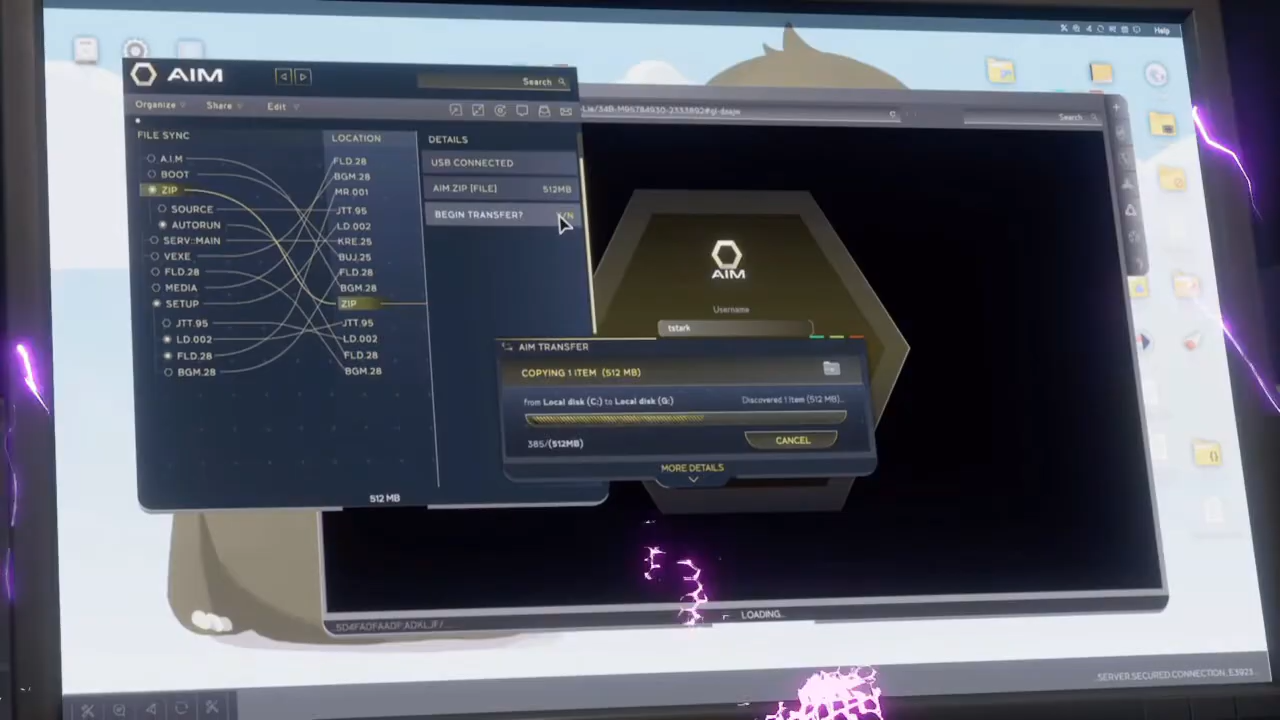 Help
AIM
Search
Organize
Share
Edit
FILE SYNC
LOCATION
DETAILS
A.I.M
BOOT
ZIP
SOURCE
AUTORUN
SERV::MAIN
VEXE
FLD.28
MEDIA
SETUP
JTT.95
LD.002
FLD.28
BGM.28
FLD.28
BGM.28
MR.001
JTT.95
LD.002
KRE.25
BUJ.25
FLD.28
BGM.28
ZIP
JTT.95
LD.002
FLD.28
BGM.28
USB CONNECTED
AIM.ZIP [FILE] 512MB
BEGIN TRANSFER?
512 MB
Search
AIM
Username
tstark
AIM TRANSFER
COPYING 1 ITEM (512 MB)
from Local disk (C:) to Local disk (G:)
Discovered 1 Item (512 MB)...
385/(512MB)
CANCEL
MORE DETAILS
LOADING...
..SERVER.SECURED.CONNECTION, E3923...